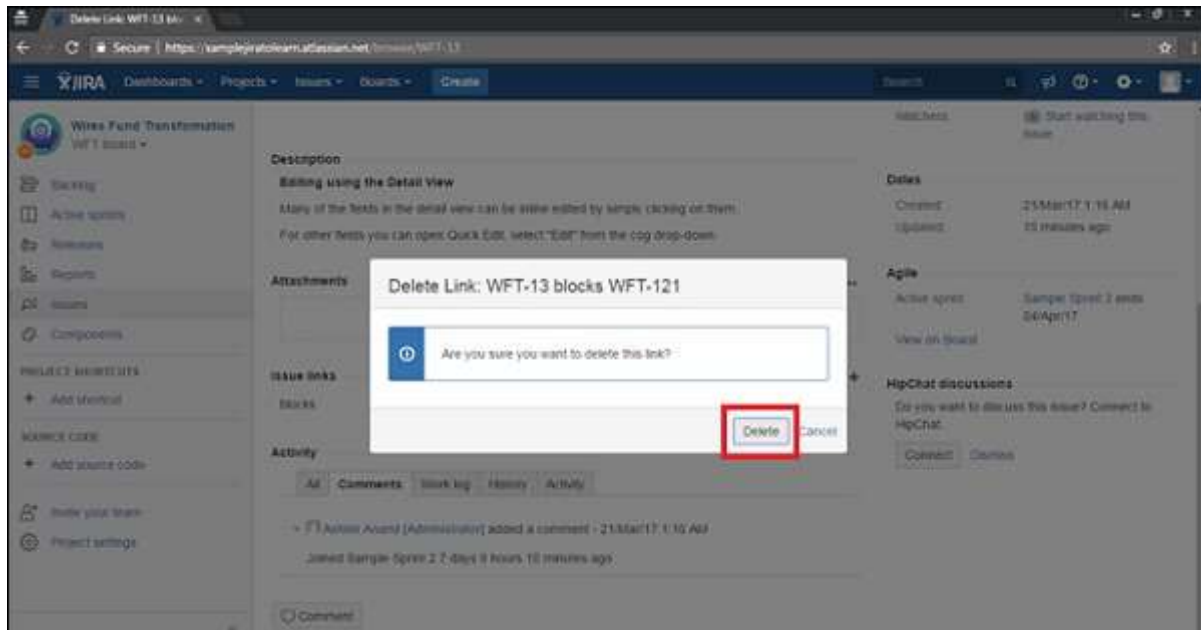 Delete Link: WFT-13 blo
Secure | https://samplejiratolearn.atlassian.net/browse/WFT-13
JIRA Dashboards Projects Issues Boards Create Search
Wires Fund Transformation
WFT board
Backlog
Active sprints
Releases
Reports
Issues
Components
PROJECT SHORTCUTS
Add shortcut
SOURCE CODE
Add source code
Invite your team
Project settings
Description
Editing using the Detail View
Many of the fields in the detail view can be inline edited by simply clicking on them.
For other fields you can open Quick Edit, select "Edit" from the cog drop-down.
Attachments
Delete Link: WFT-13 blocks WFT-121
Are you sure you want to delete this link?
Delete Cancel
Issue links
blocks
Activity
All Comments Work log History Activity
Anand [Administrator] added a comment - 21/Mar/17 1:16 AM
Joined Sample Sprint 2 7 days 9 hours 10 minutes ago
Comment
Watchers: Start watching this issue
Dates
Created: 21/Mar/17 1:16 AM
Updated: minutes ago
Agile
Active sprint: Sample Sprint 2 ends 04/Apr/17
View on Board
HipChat discussions
Do you want to discuss this issue? Connect to HipChat.
Connect Dismiss